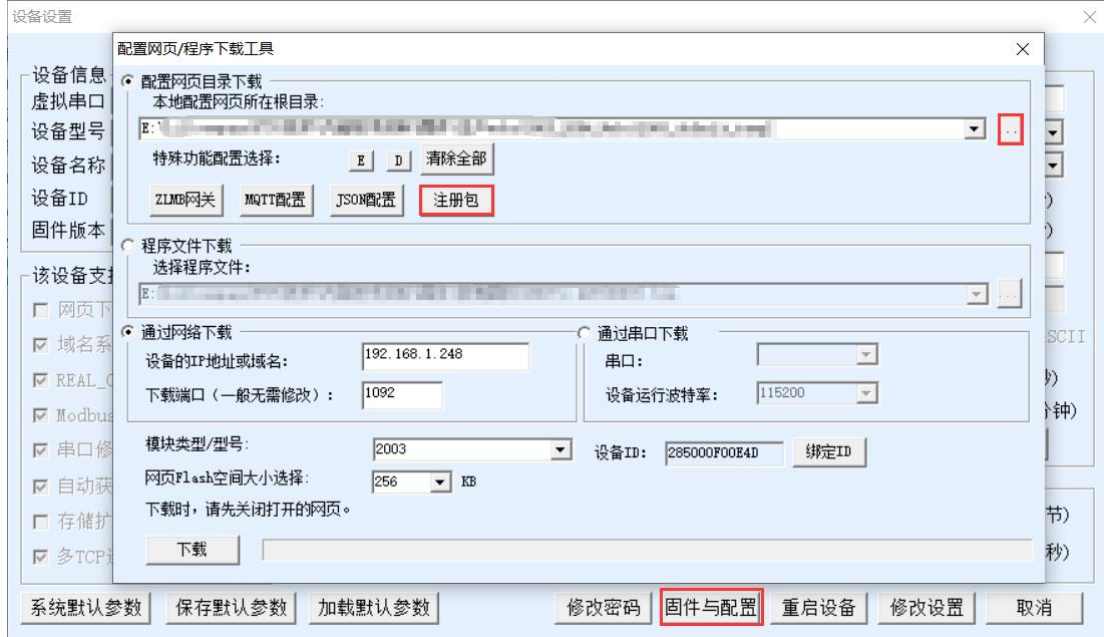 设备设置
配置网页/程序下载工具
设备信息
虚拟串口
设备型号
设备名称
设备ID
固件版本
配置网页目录下载
本地配置网页所在根目录:
E:\
..
特殊功能配置选择:
E
D
清除全部
ZLMB网关
MQTT配置
JSON配置
注册包
程序文件下载
选择程序文件:
E:
...
该设备支
网页下
域名系
REAL_C
Modbus
串口修
自动获
存储扩
多TCP
通过网络下载
设备的IP地址或域名:
192.168.1.248
下载端口（一般无需修改）:
1092
通过串口下载
串口:
设备运行波特率:
115200
SCII
秒)
分钟)
模块类型/型号:
2003
设备ID:
285000F00E4D
绑定ID
网页Flash空间大小选择:
256
KB
下载时，请先关闭打开的网页。
下载
节)
秒)
系统默认参数
保存默认参数
加载默认参数
修改密码
固件与配置
重启设备
修改设置
取消